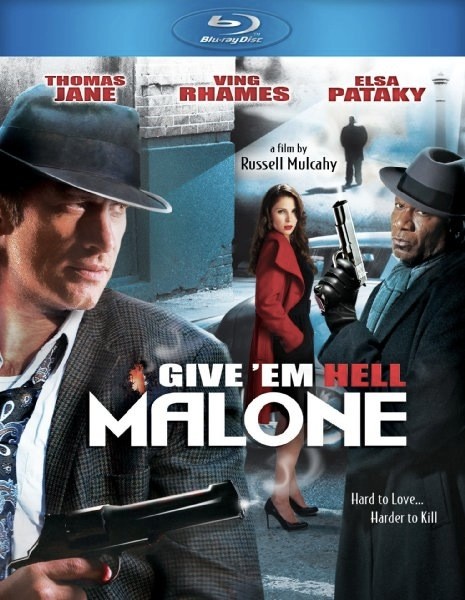 Blu-ray Disc
THOMAS
JANE
VING
RHAMES
ELSA
PATAKY
a film by
Russell Mulcahy
GIVE 'EM HELL
MALONE
Hard to Love...
Harder to Kill